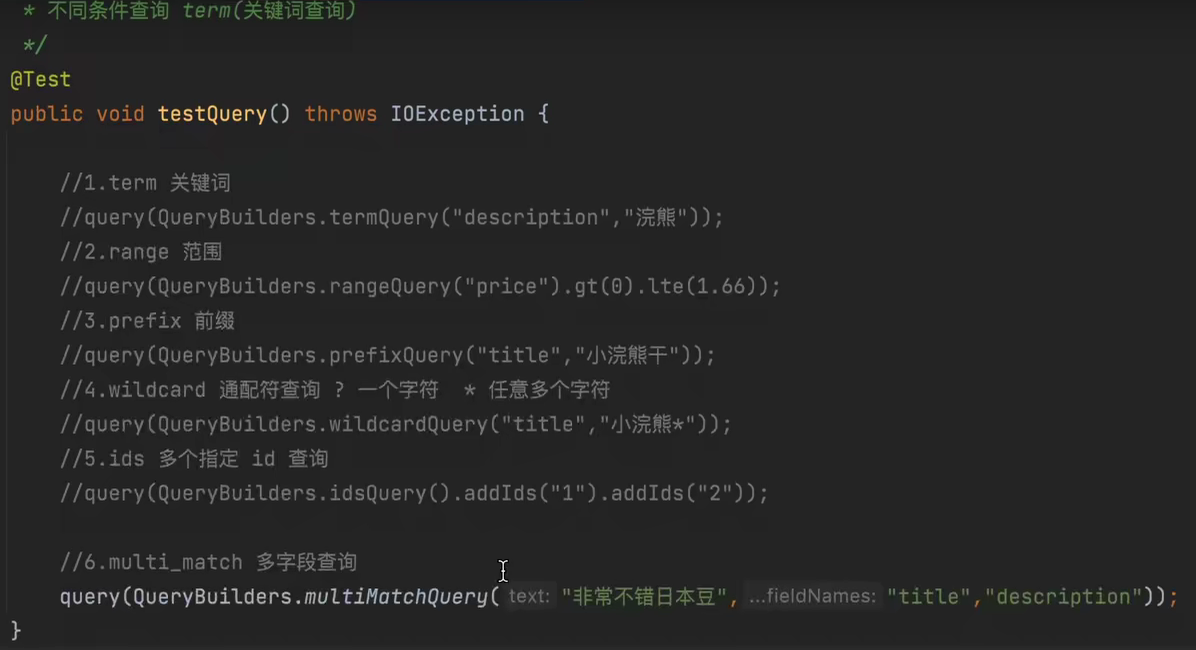 * 不同条件查询 term(关键词查询)
*/
@Test
public void testQuery() throws IOException {
//1.term 关键词
//query(QueryBuilders.termQuery("description","浣熊"));
//2.range 范围
//query(QueryBuilders.rangeQuery("price").gt(0).lte(1.66));
//3.prefix 前缀
//query(QueryBuilders.prefixQuery("title","小浣熊干"));
//4.wildcard 通配符查询 ? 一个字符  * 任意多个字符
//query(QueryBuilders.wildcardQuery("title","小浣熊*"));
//5.ids 多个指定 id 查询
//query(QueryBuilders.idsQuery().addIds("1").addIds("2"));
//6.multi_match 多字段查询
query(QueryBuilders.multiMatchQuery( text: "非常不错日本豆", ...fieldNames: "title","description"));
}